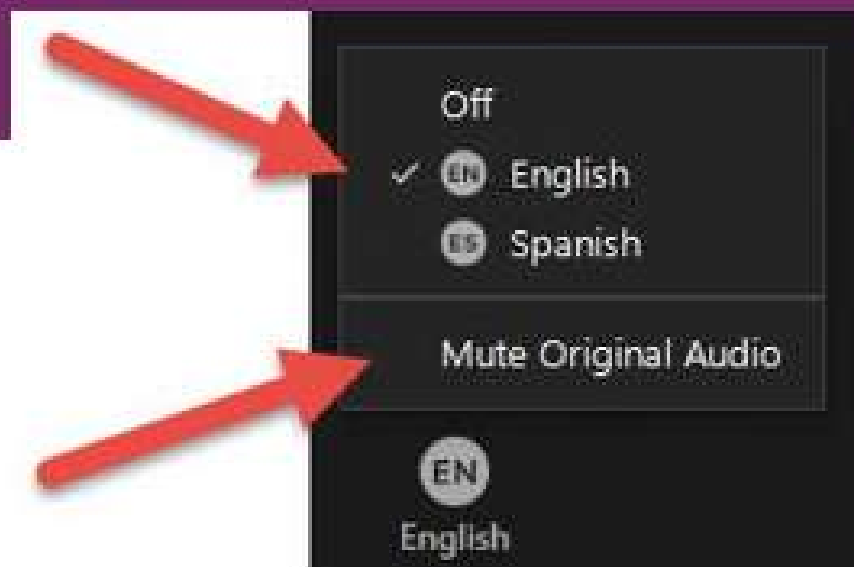 Off
EN English
ES Spanish
Mute Original Audio
EN
English